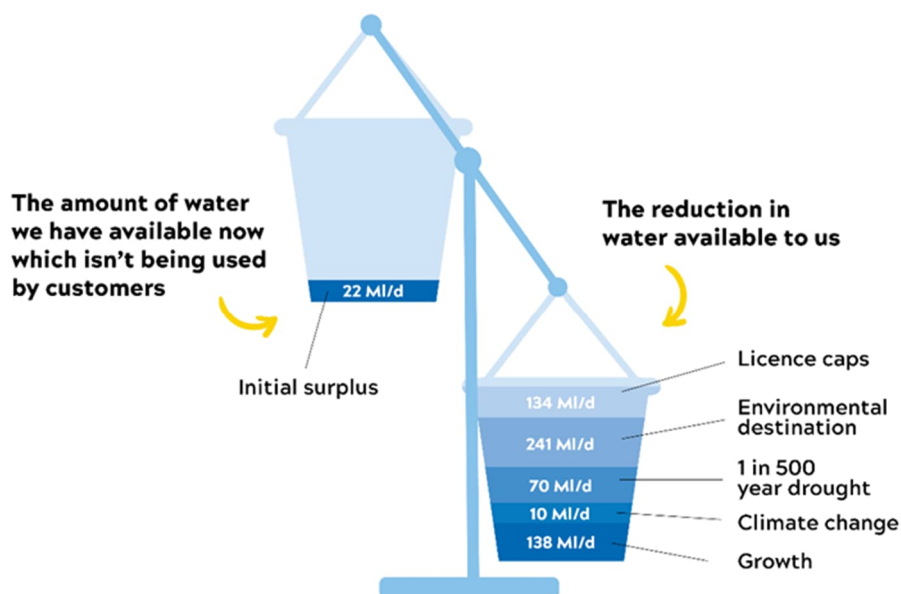 The amount of water
we have available now
which isn't being used
by customers
22 Ml/d
Initial surplus
The reduction in
water available to us
134 Ml/d
Licence caps
241 Ml/d
Environmental
destination
70 Ml/d
1 in 500
year drought
10 Ml/d
Climate change
138 Ml/d
Growth